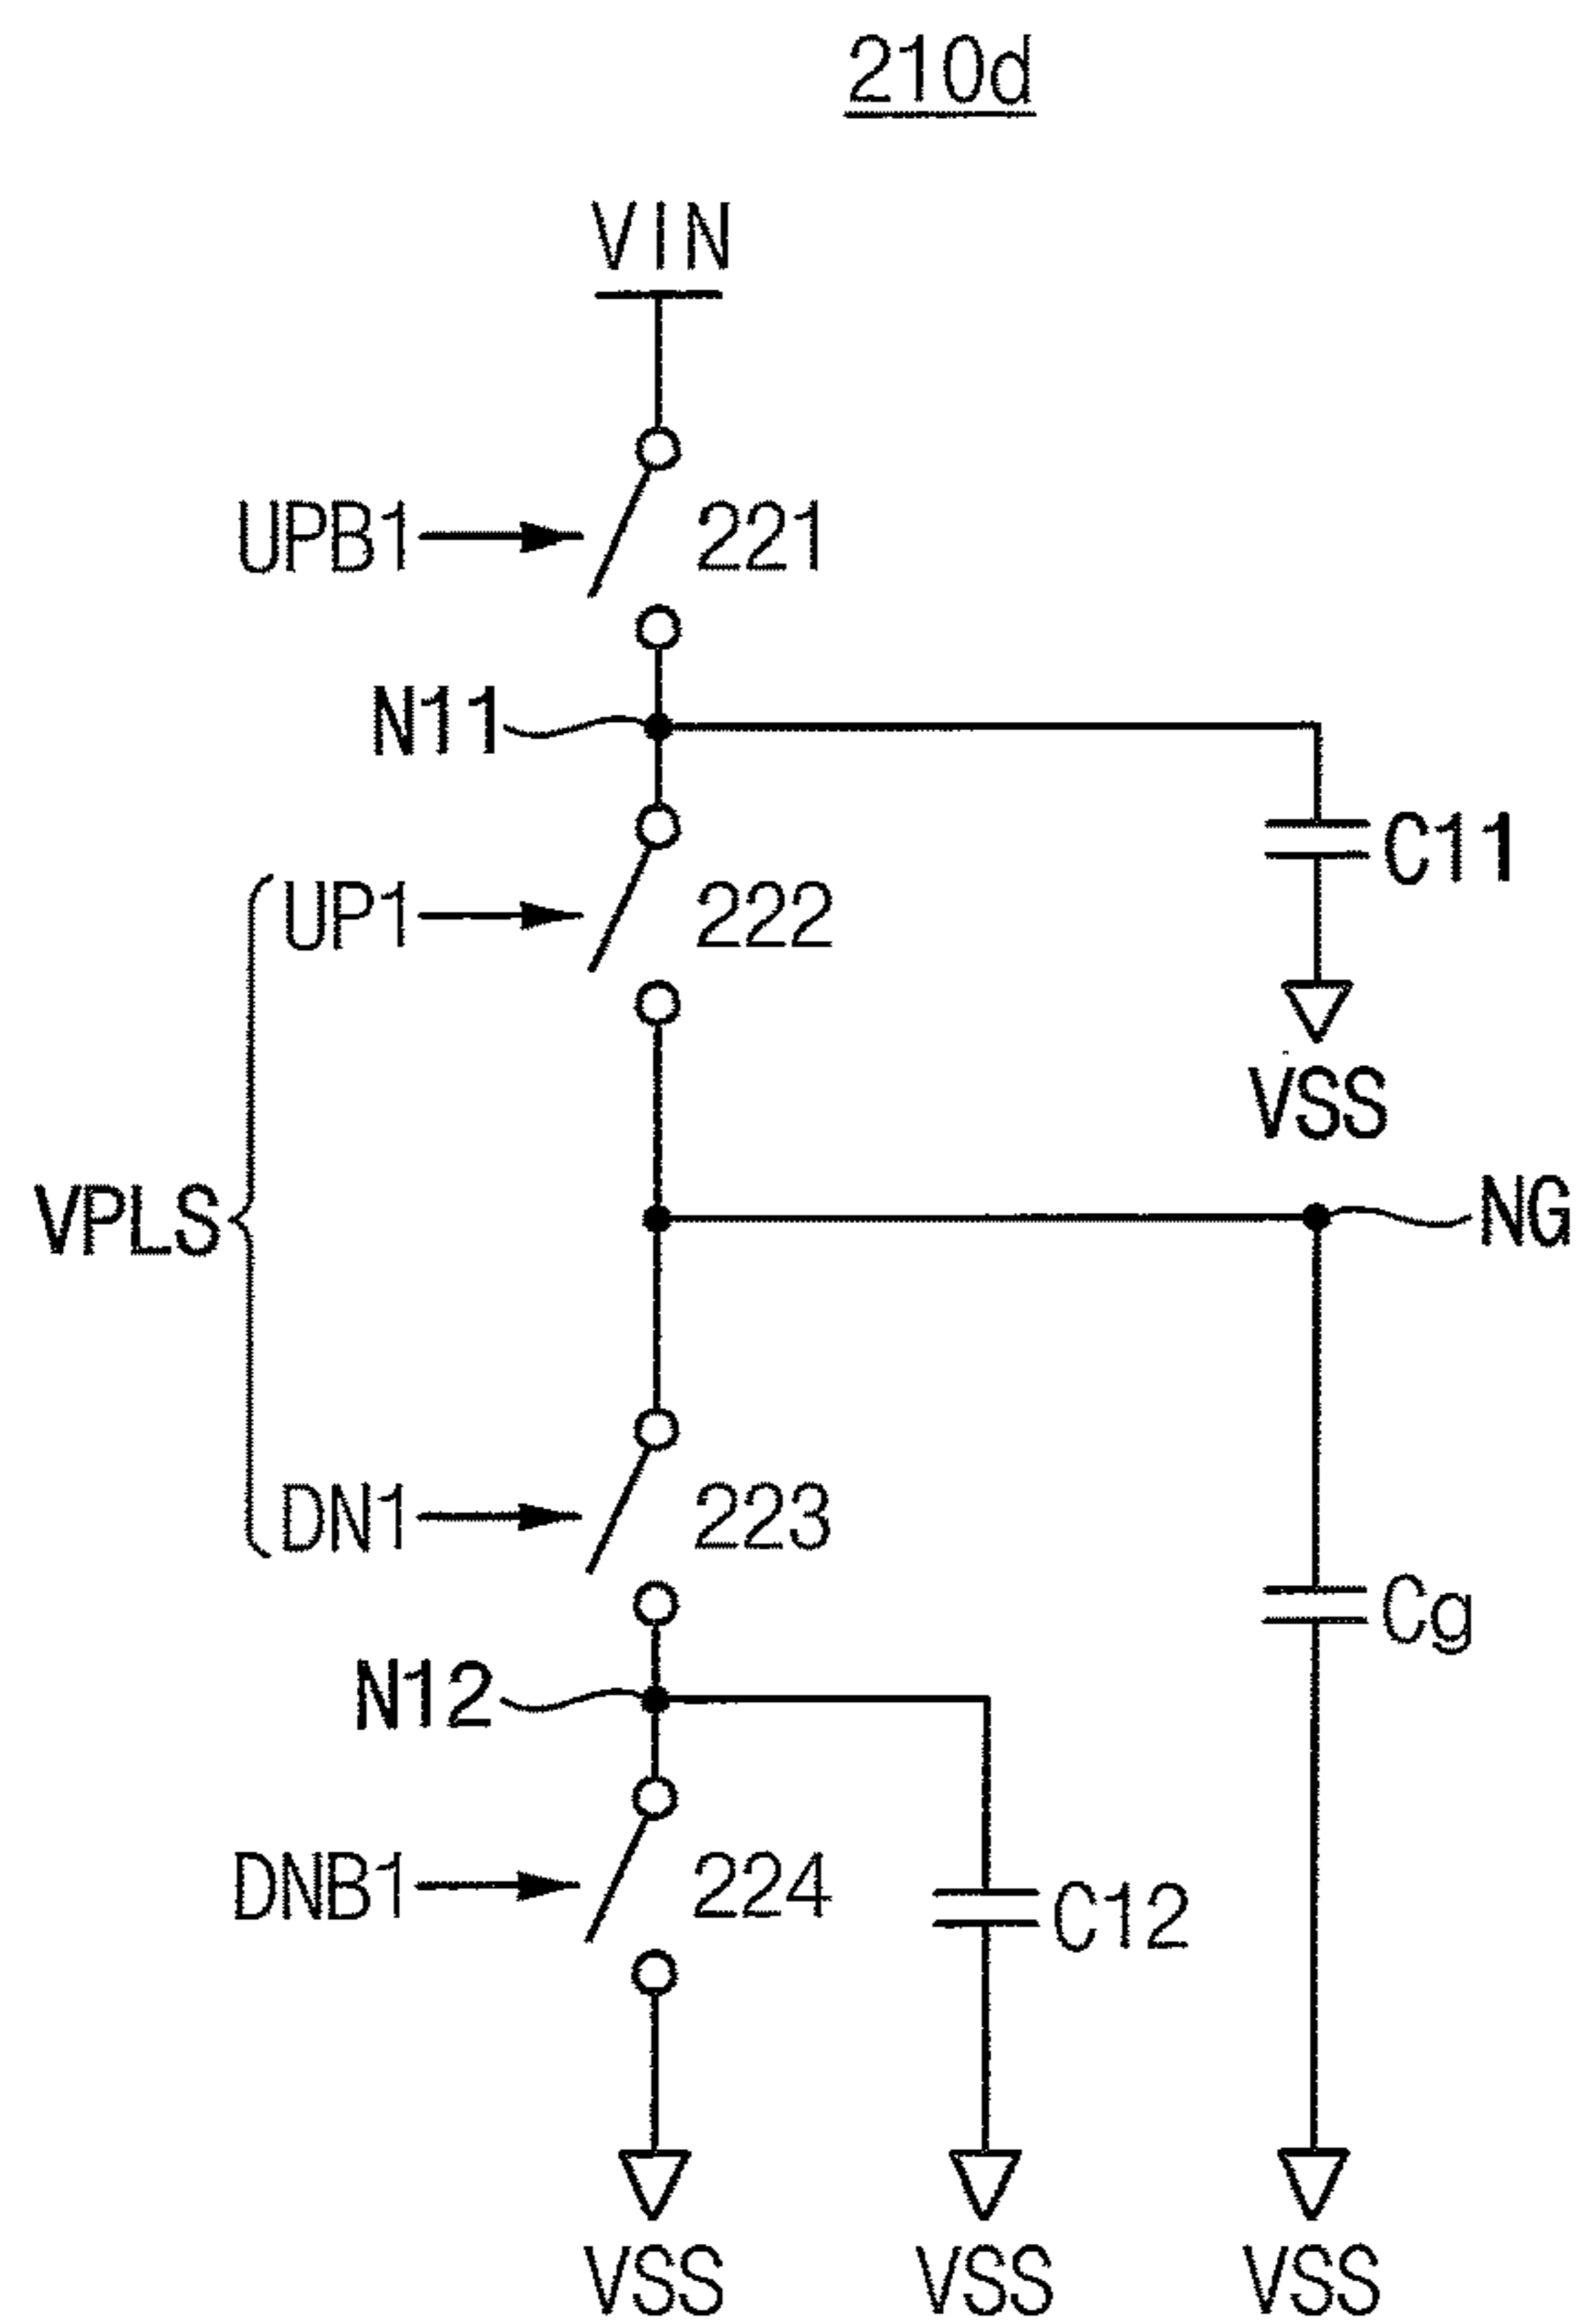 210d
VIN
UPB1
221
N11
C11
UP1
222
VSS
VPLS
NG
DN1
223
Cg
N12
DNB1
224
C12
VSS
VSS
VSS